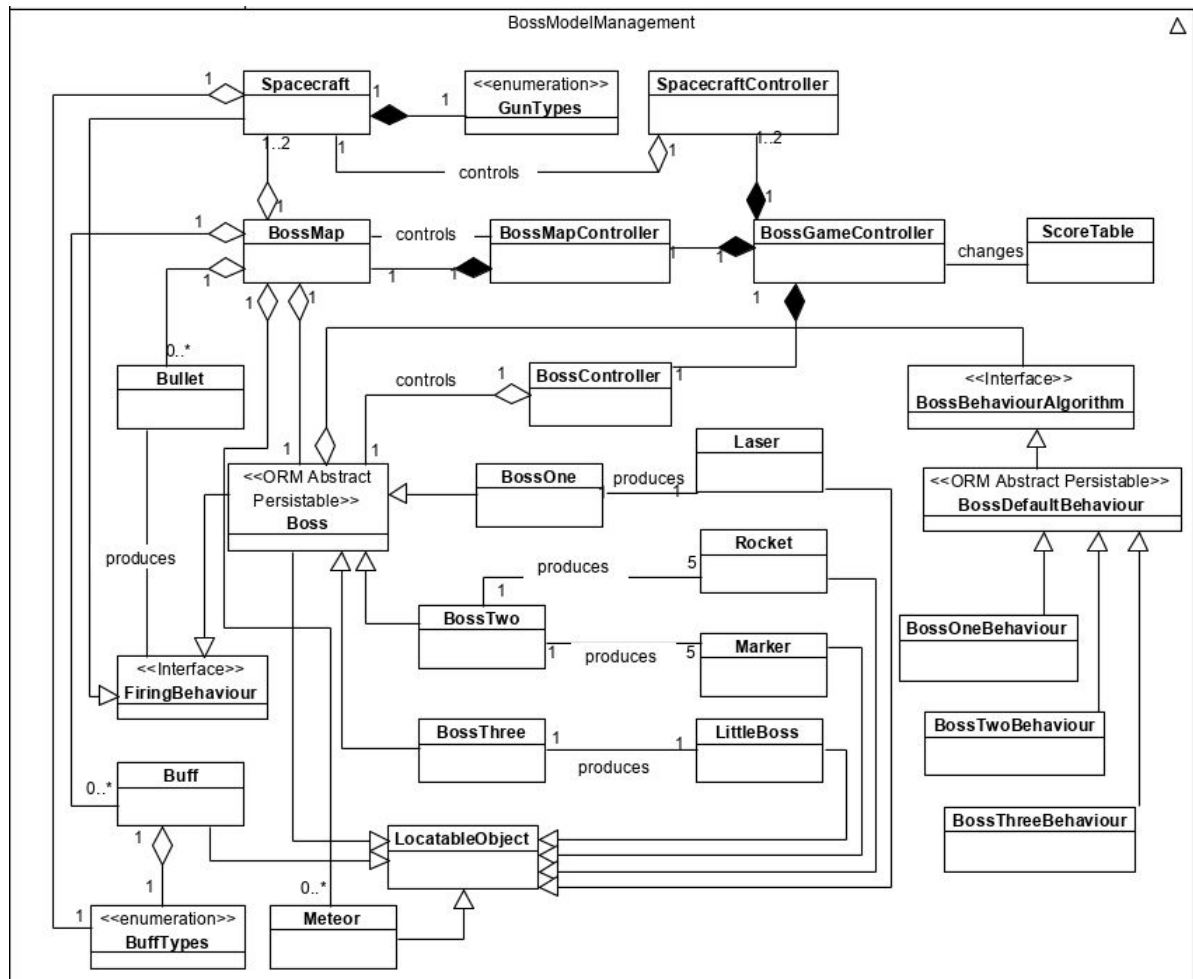 BossModelManagement
Spacecraft
<<enumeration>>
GunTypes
SpacecraftController
1
1
1
1..2
1
controls
1
1..2
1
1
1
BossMap
controls
BossMapController
BossGameController
changes
ScoreTable
1
1
1
1
1
1
1
1
1
0..*
Bullet
controls
1
BossController
1
<<Interface>>
BossBehaviourAlgorithm
1
1
<<ORM Abstract
Persistable>>
Boss
BossOne
1
produces
1
Laser
<<ORM Abstract Persistable>>
BossDefaultBehaviour
produces
produces
5
Rocket
1
BossTwo
1
produces
5
Marker
BossOneBehaviour
<<Interface>>
FiringBehaviour
BossThree
1
1
produces
LittleBoss
BossTwoBehaviour
Buff
0..*
1
1
LocatableObject
BossThreeBehaviour
0..*
1
<<enumeration>>
BuffTypes
Meteor